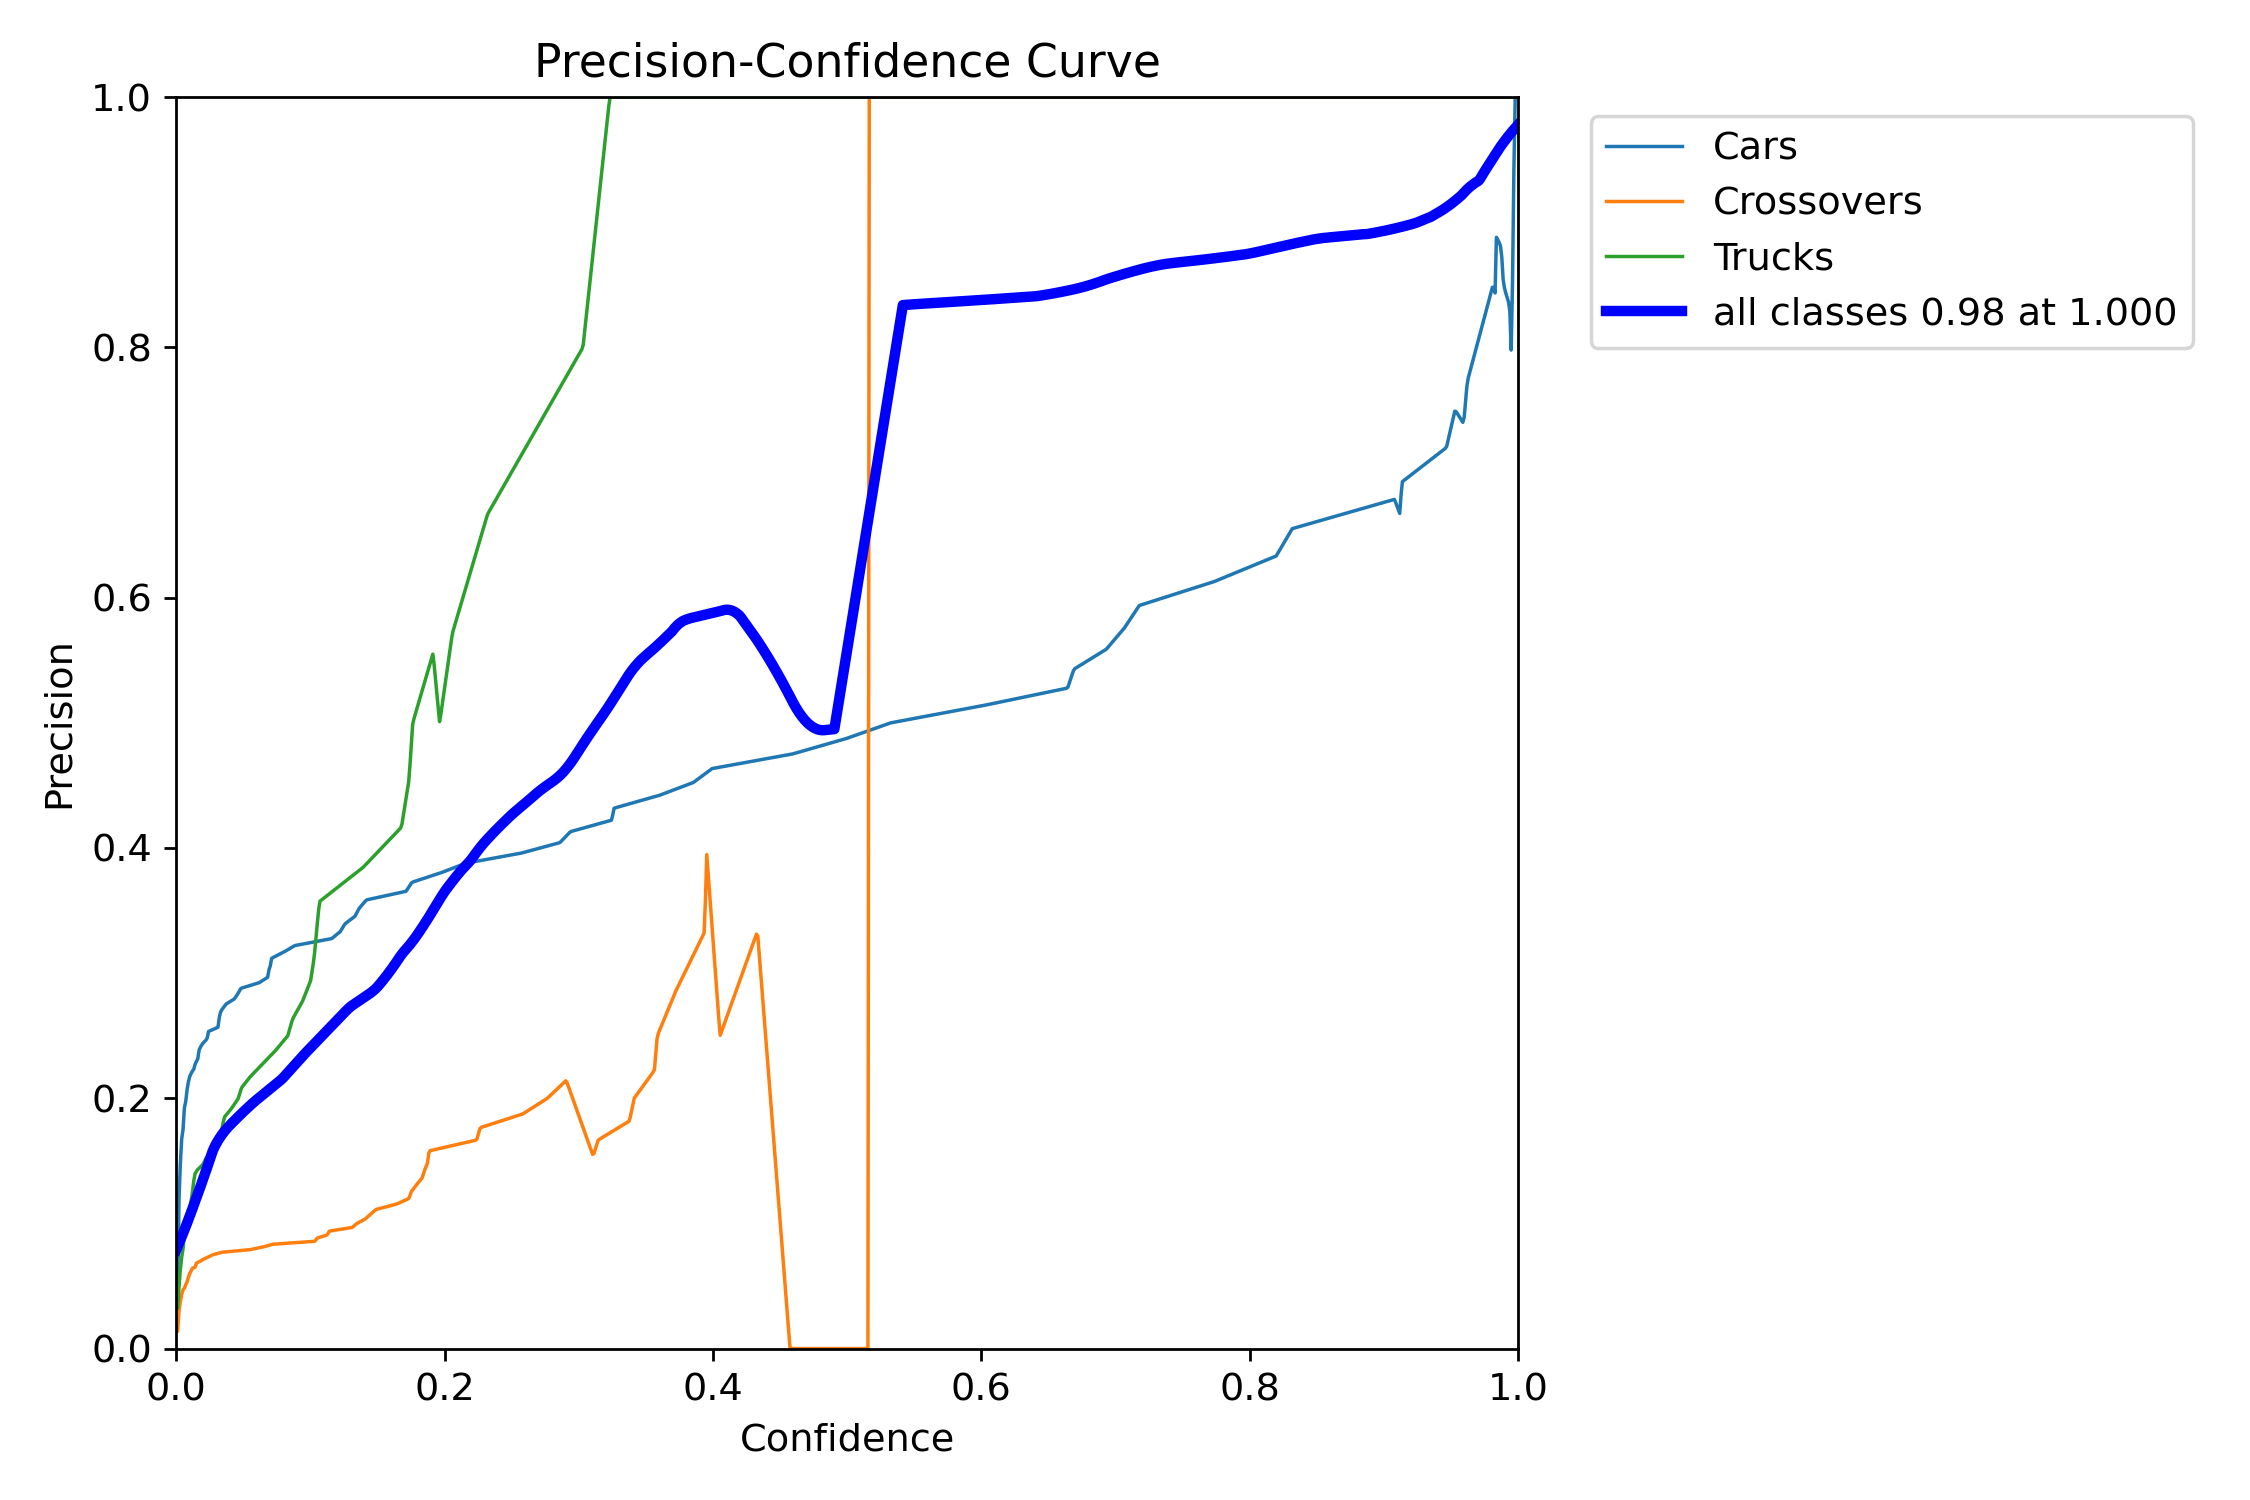 Precision-Confidence Curve
1.0
0.8
0.6
0.4
0.2
0.0
Precision
0.0 0.2 0.4 0.6 0.8 1.0
Confidence
Cars
Crossovers
Trucks
all classes 0.98 at 1.000